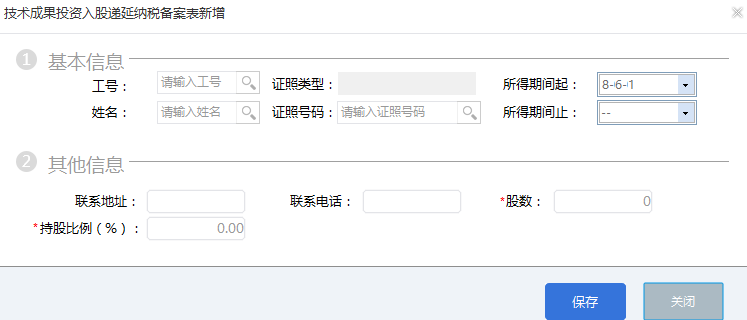 技术成果投资入股递延纳税备案表新增
1 基本信息
工号： 请输入工号 证照类型： 所得期间起： 8-6-1
姓名： 请输入姓名 证照号码： 请输入证照号码 所得期间止： --
2 其他信息
联系地址： 联系电话： *股数： 0
*持股比例（%）： 0.00
保存 关闭